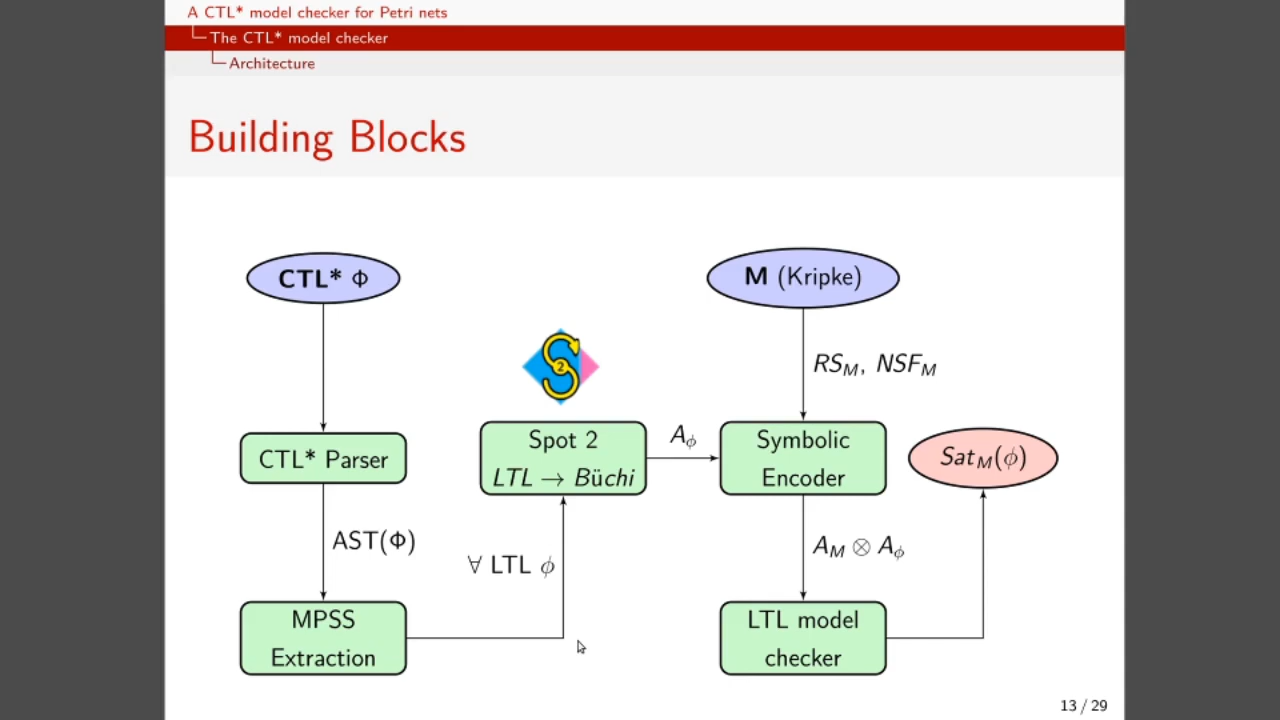 A CTL* model checker for Petri nets
The CTL* model checker
Architecture
Building Blocks
CTL* Φ
M (Kripke)
2
RS_M, NSF_M
Spot 2
LTL → Büchi
A_ϕ
Symbolic
Encoder
CTL* Parser
Sat_M(ϕ)
AST(Φ)
∀ LTL ϕ
A_M ⊗ A_ϕ
MPSS
Extraction
LTL model
checker
13 / 29